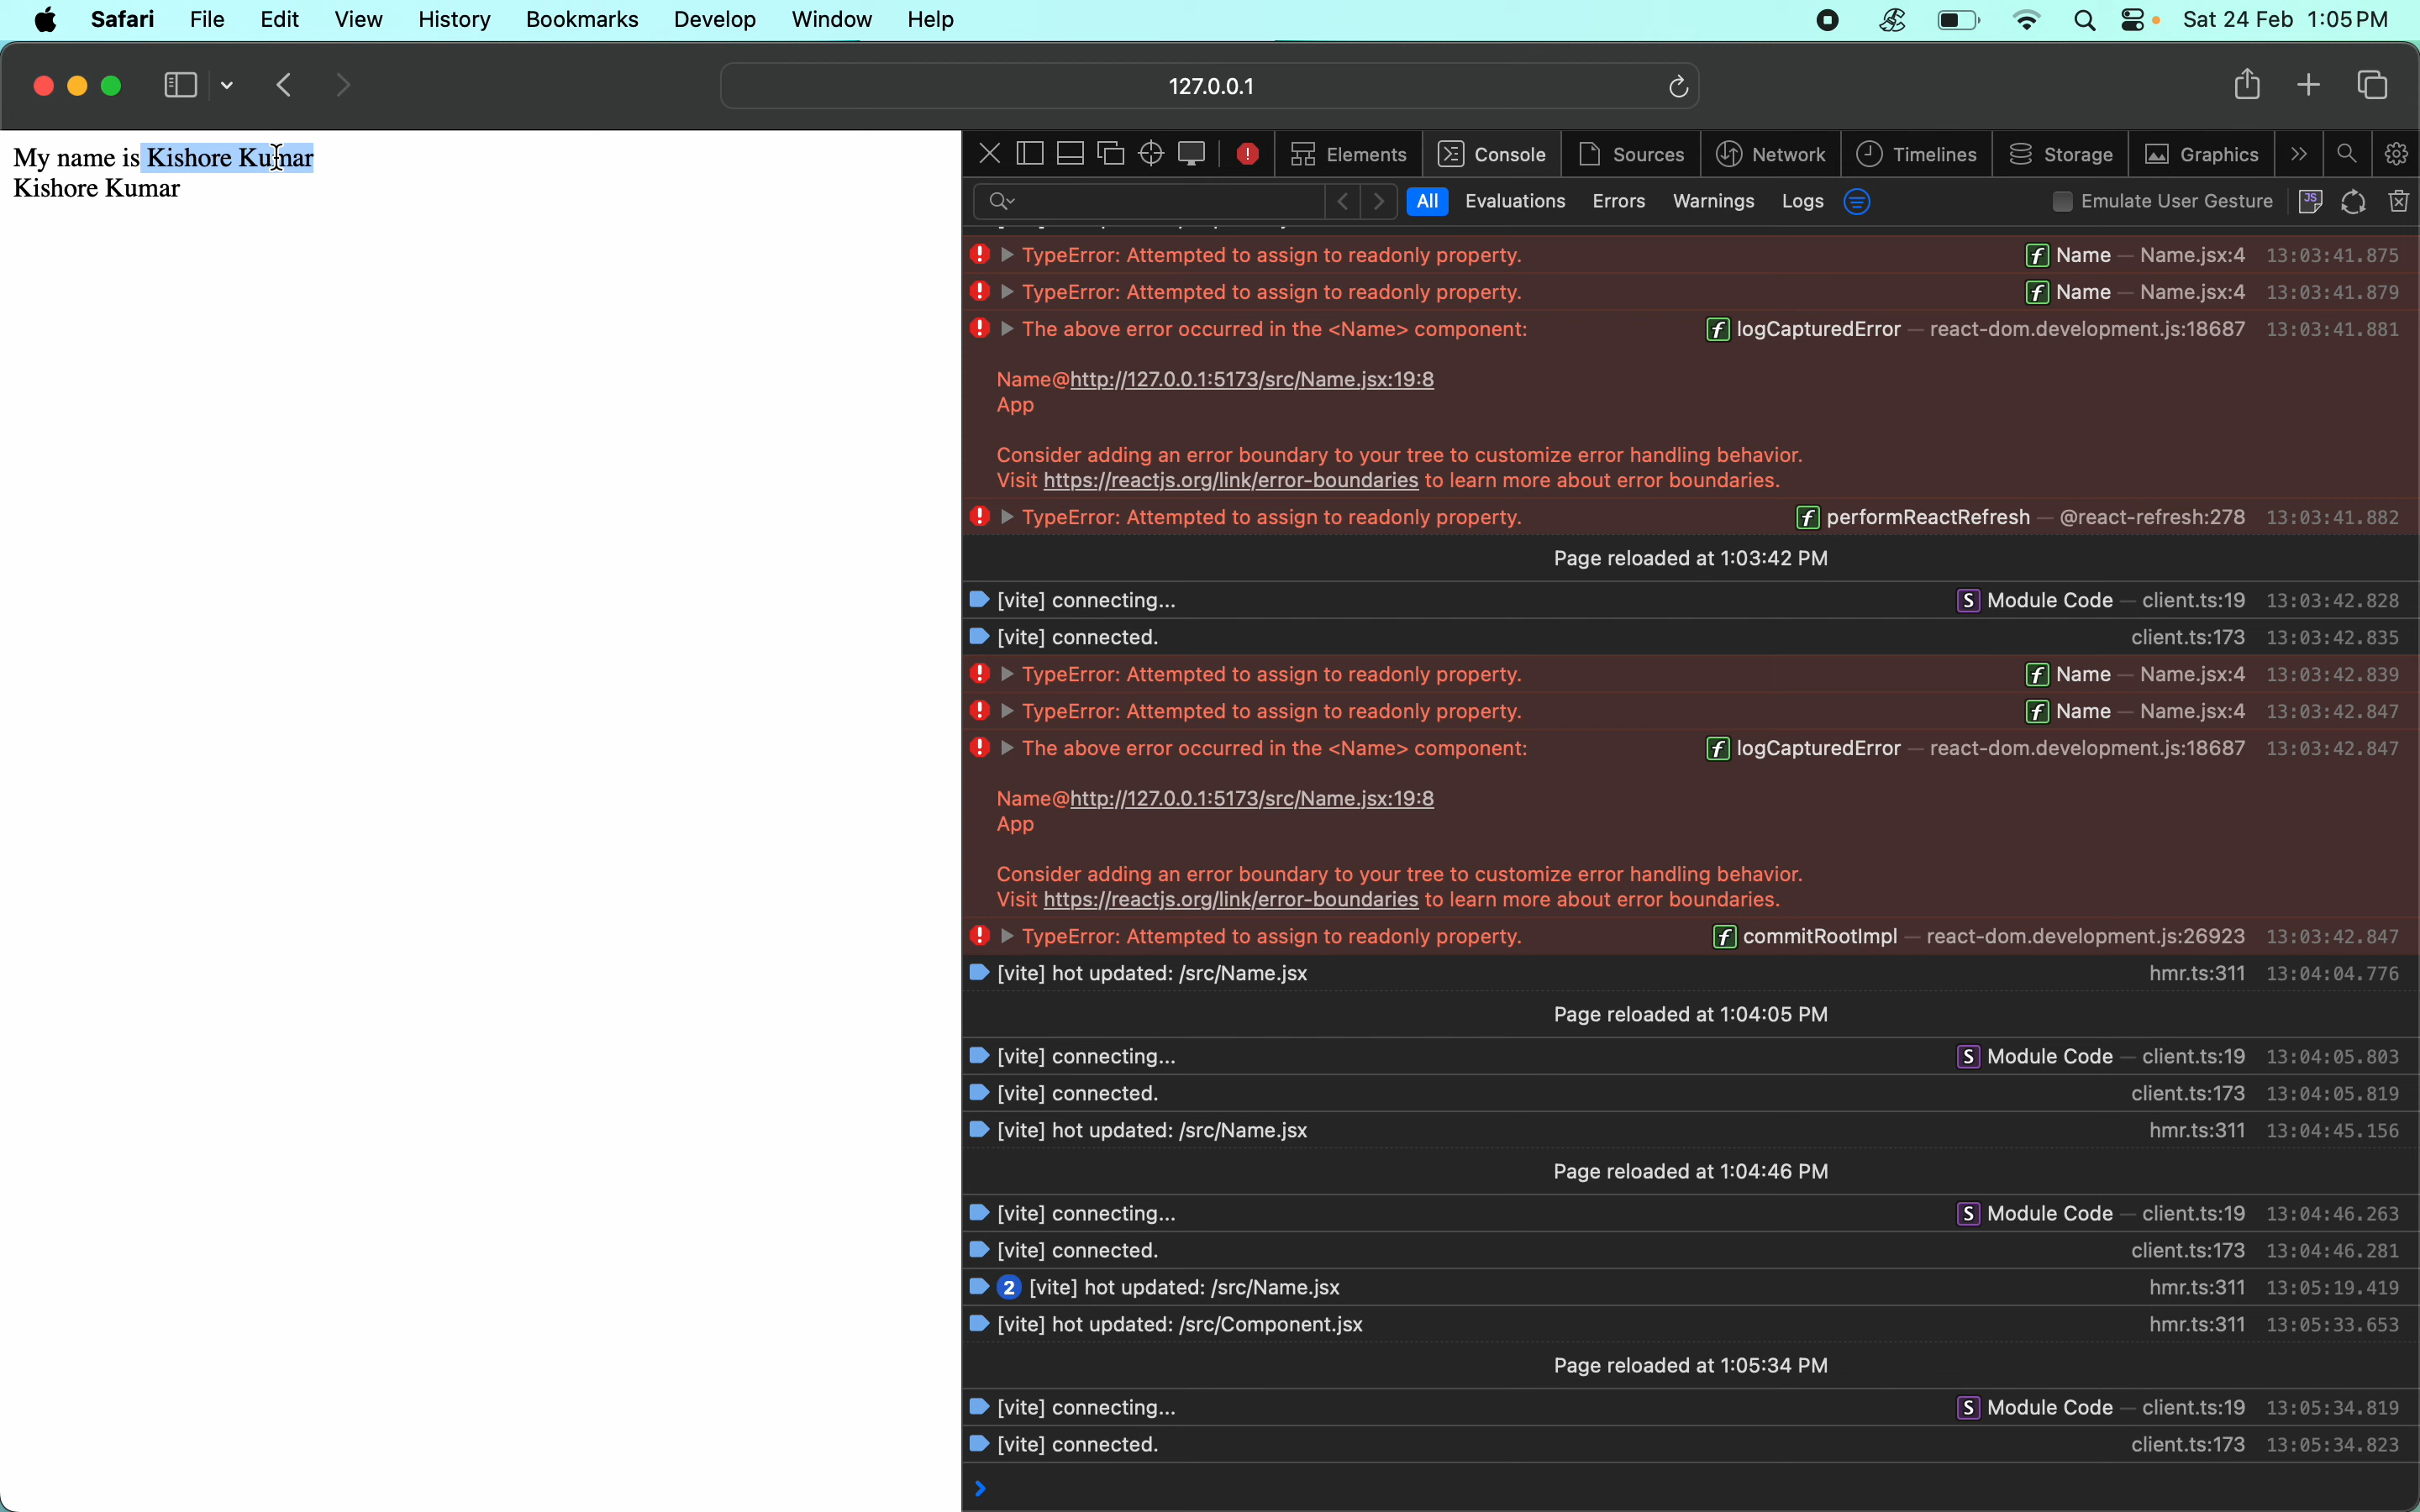 Safari File Edit View History Bookmarks Develop Window Help Sat 24 Feb 1:05 PM
127.0.0.1
My name is Kishore Kumar
Kishore Kumar
Elements Console Sources Network Timelines Storage Graphics
All Evaluations Errors Warnings Logs Emulate User Gesture JS
TypeError: Attempted to assign to readonly property. f Name — Name.jsx:4 13:03:41.875
TypeError: Attempted to assign to readonly property. f Name — Name.jsx:4 13:03:41.879
The above error occurred in the <Name> component: f logCapturedError — react-dom.development.js:18687 13:03:41.881
Name@http://127.0.0.1:5173/src/Name.jsx:19:8
App
Consider adding an error boundary to your tree to customize error handling behavior.
Visit https://reactjs.org/link/error-boundaries to learn more about error boundaries.
TypeError: Attempted to assign to readonly property. f performReactRefresh — @react-refresh:278 13:03:41.882
Page reloaded at 1:03:42 PM
[vite] connecting... S Module Code — client.ts:19 13:03:42.828
[vite] connected. client.ts:173 13:03:42.835
TypeError: Attempted to assign to readonly property. f Name — Name.jsx:4 13:03:42.839
TypeError: Attempted to assign to readonly property. f Name — Name.jsx:4 13:03:42.847
The above error occurred in the <Name> component: f logCapturedError — react-dom.development.js:18687 13:03:42.847
Name@http://127.0.0.1:5173/src/Name.jsx:19:8
App
Consider adding an error boundary to your tree to customize error handling behavior.
Visit https://reactjs.org/link/error-boundaries to learn more about error boundaries.
TypeError: Attempted to assign to readonly property. f commitRootImpl — react-dom.development.js:26923 13:03:42.847
[vite] hot updated: /src/Name.jsx hmr.ts:311 13:04:04.776
Page reloaded at 1:04:05 PM
[vite] connecting... S Module Code — client.ts:19 13:04:05.803
[vite] connected. client.ts:173 13:04:05.819
[vite] hot updated: /src/Name.jsx hmr.ts:311 13:04:45.156
Page reloaded at 1:04:46 PM
[vite] connecting... S Module Code — client.ts:19 13:04:46.263
[vite] connected. client.ts:173 13:04:46.281
2 [vite] hot updated: /src/Name.jsx hmr.ts:311 13:05:19.419
[vite] hot updated: /src/Component.jsx hmr.ts:311 13:05:33.653
Page reloaded at 1:05:34 PM
[vite] connecting... S Module Code — client.ts:19 13:05:34.819
[vite] connected. client.ts:173 13:05:34.823